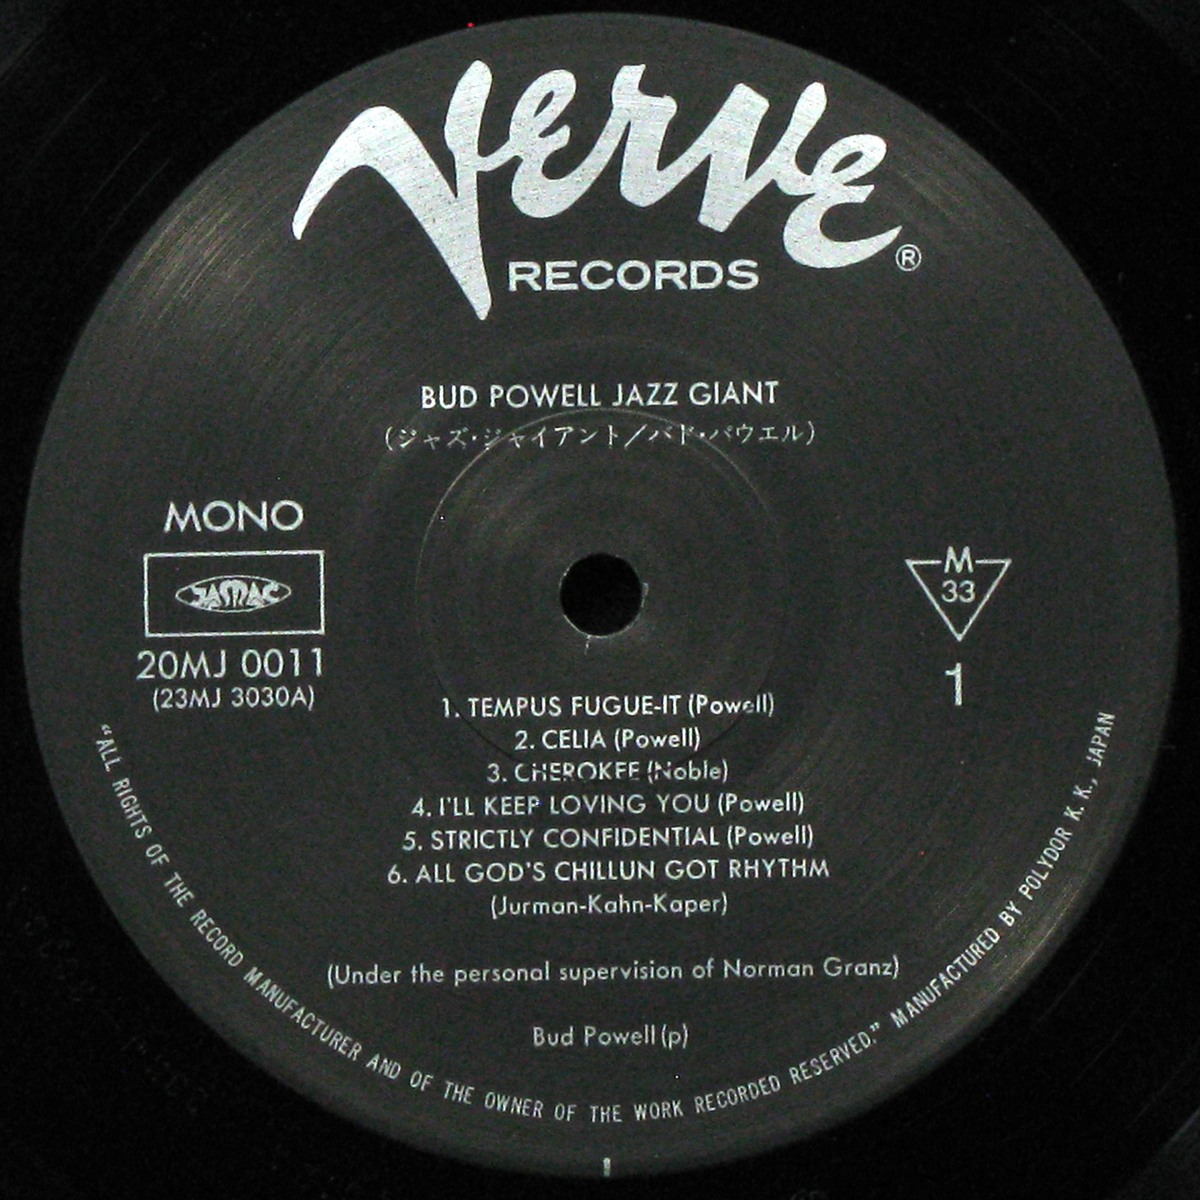 Verve
RECORDS ®
BUD POWELL JAZZ GIANT
(ジャズ・ジャイアント/バド・パウエル)
MONO
JASRAC
20MJ 0011
(23MJ 3030A)
M
33
1
1. TEMPUS FUGUE-IT (Powell)
2. CELIA (Powell)
3. CHEROKEE (Noble)
4. I'LL KEEP LOVING YOU (Powell)
5. STRICTLY CONFIDENTIAL (Powell)
6. ALL GOD'S CHILLUN GOT RHYTHM
(Jurman-Kahn-Kaper)
(Under the personal supervision of Norman Granz)
Bud Powell (p)
"ALL RIGHTS OF THE RECORD MANUFACTURER AND OF THE OWNER OF THE WORK RECORDED RESERVED." MANUFACTURED BY POLYDOR K. K., JAPAN